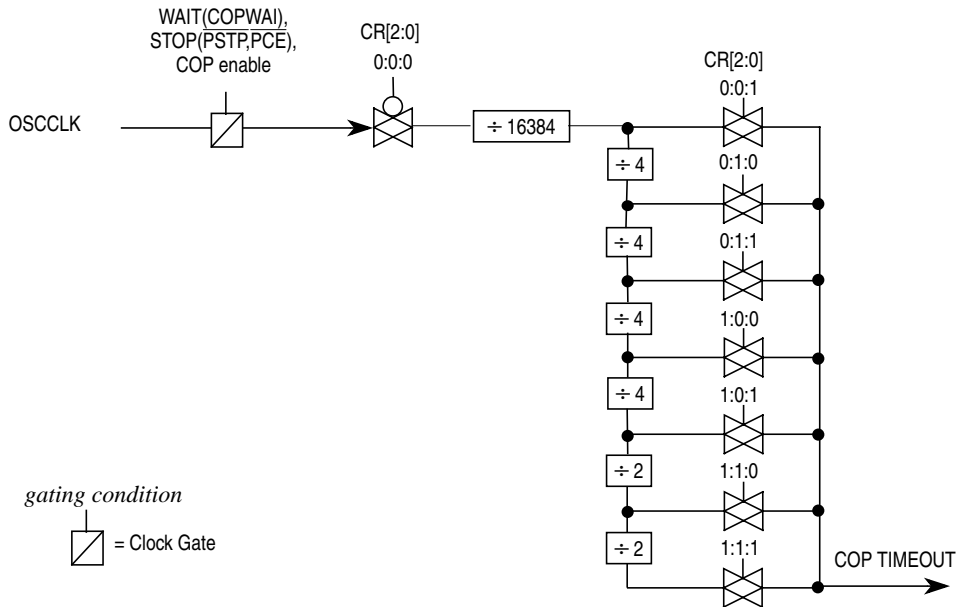 WAIT(COPWAI),
STOP(PSTP,PCE),
COP enable
CR[2:0]
0:0:0
CR[2:0]
0:0:1
OSCCLK
÷ 16384
÷ 4
0:1:0
÷ 4
0:1:1
÷ 4
1:0:0
÷ 4
1:0:1
÷ 2
1:1:0
gating condition
= Clock Gate
÷ 2
1:1:1
COP TIMEOUT